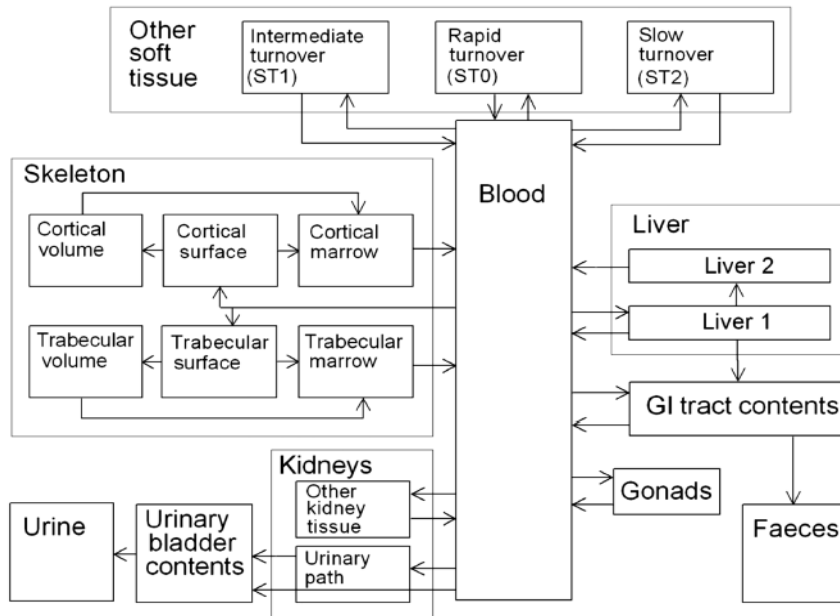 Other
soft
tissue
Intermediate
turnover
(ST1)
Rapid
turnover
(ST0)
Slow
turnover
(ST2)
Skeleton
Cortical
volume
Cortical
surface
Cortical
marrow
Trabecular
volume
Trabecular
surface
Trabecular
marrow
Blood
Liver
Liver 2
Liver 1
GI tract contents
Gonads
Faeces
Kidneys
Other
kidney
tissue
Urinary
path
Urinary
bladder
contents
Urine